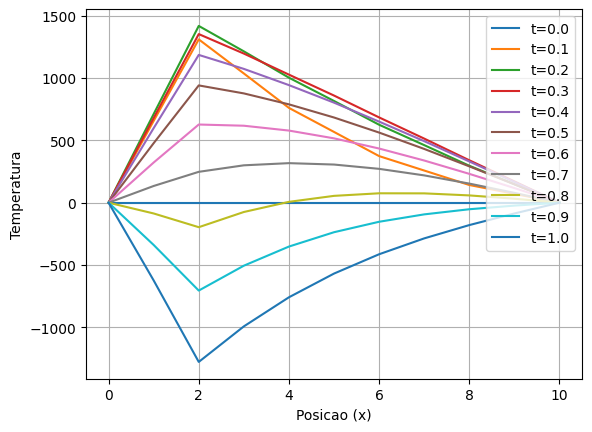 1500
1000
500
0
−500
−1000
Temperatura
0
2
4
6
8
10
Posicao (x)
t=0.0
t=0.1
t=0.2
t=0.3
t=0.4
t=0.5
t=0.6
t=0.7
t=0.8
t=0.9
t=1.0